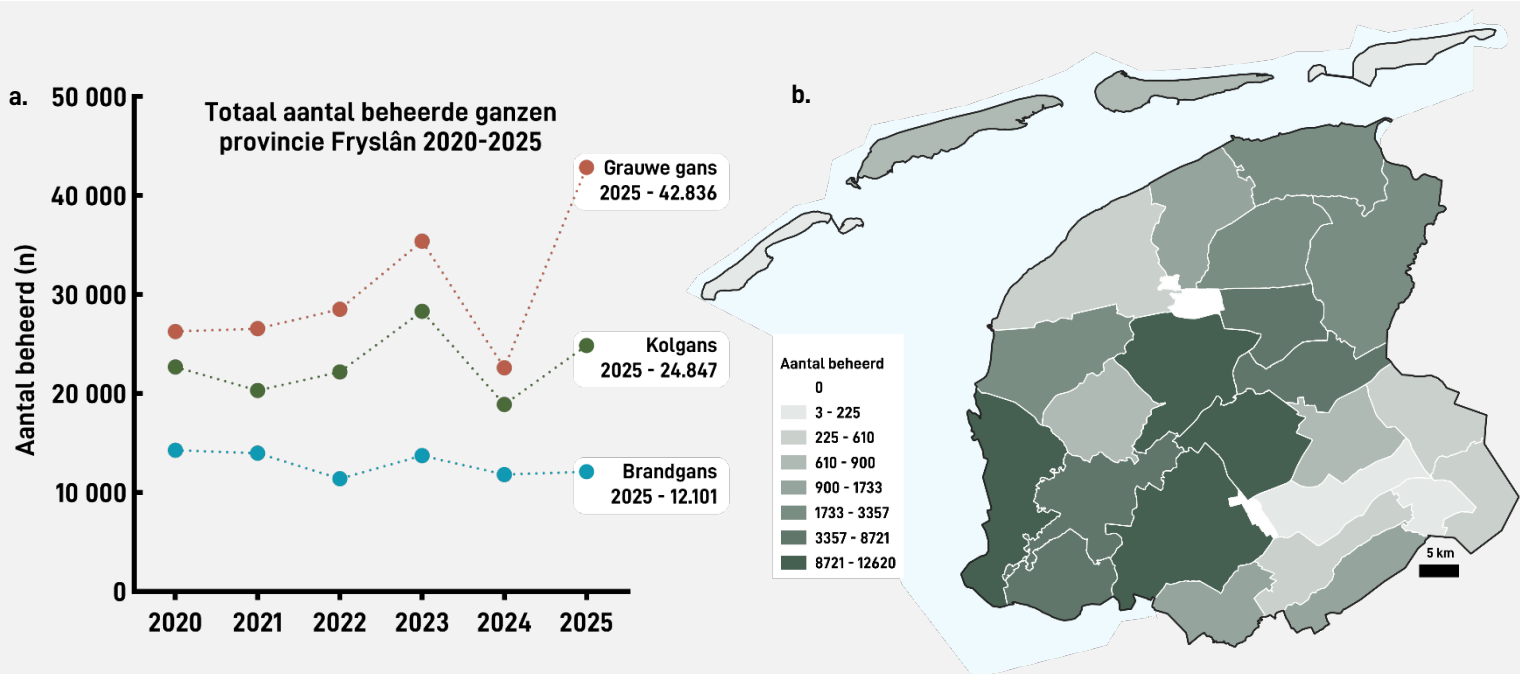 a.
Totaal aantal beheerde ganzen
provincie Fryslân 2020-2025
Aantal beheerd (n)
50 000
40 000
30 000
20 000
10 000
0
2020 2021 2022 2023 2024 2025
Grauwe gans
2025 - 42.836
Kolgans
2025 - 24.847
Brandgans
2025 - 12.101
b.
Aantal beheerd
0
3 - 225
225 - 610
610 - 900
900 - 1733
1733 - 3357
3357 - 8721
8721 - 12620
5 km